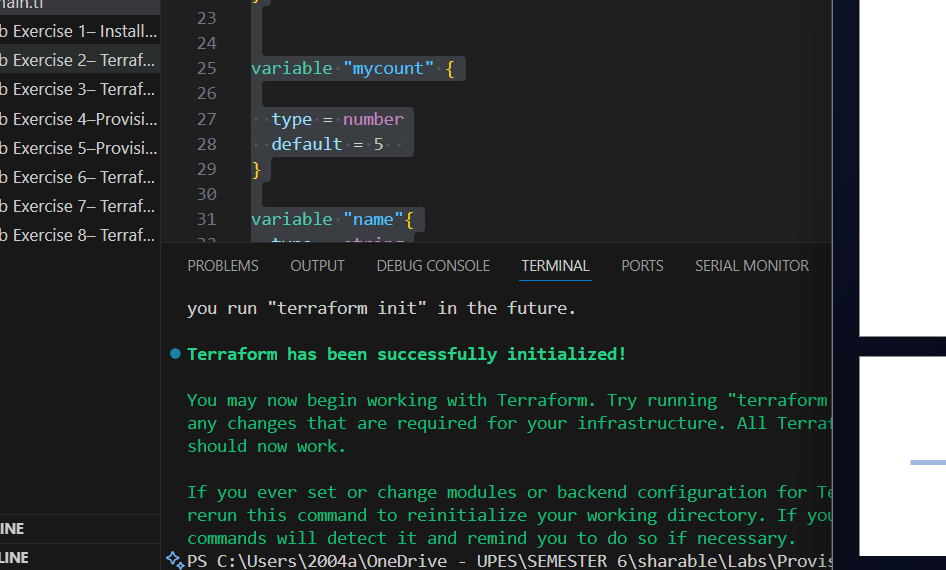 main.tf
b Exercise 1– Install...
b Exercise 2– Terraf...
b Exercise 3– Terraf...
b Exercise 4–Provisi...
b Exercise 5–Provisi...
b Exercise 6– Terraf...
b Exercise 7– Terraf...
b Exercise 8– Terraf...
INE
LINE
}
23
24
25 variable "mycount" {
26
27 type = number
28 default = 5
29 }
30
31 variable "name"{
32 type = string
PROBLEMS OUTPUT DEBUG CONSOLE TERMINAL PORTS SERIAL MONITOR
you run "terraform init" in the future.
Terraform has been successfully initialized!
You may now begin working with Terraform. Try running "terraform
any changes that are required for your infrastructure. All Terraf
should now work.
If you ever set or change modules or backend configuration for Te
rerun this command to reinitialize your working directory. If you
commands will detect it and remind you to do so if necessary.
PS C:\Users\2004a\OneDrive - UPES\SEMESTER 6\sharable\Labs\Provis